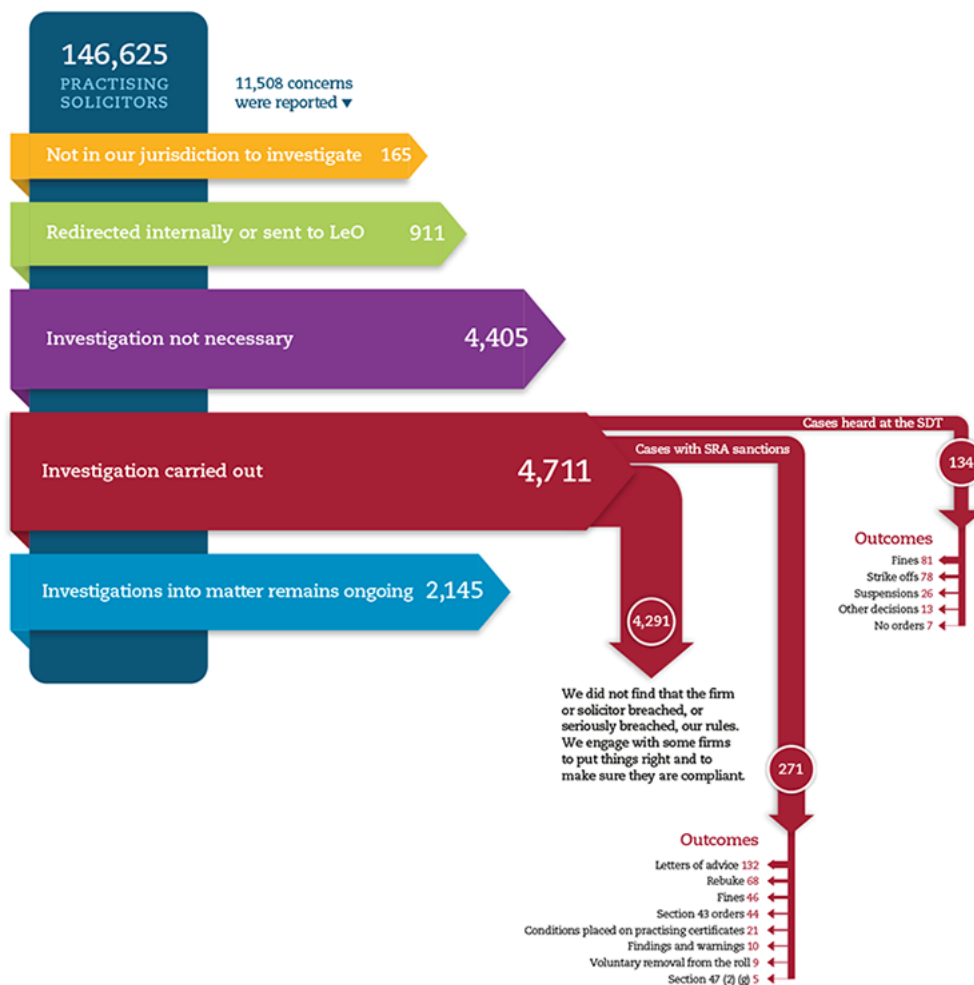 146,625
PRACTISING
SOLICITORS
11,508 concerns
were reported ▼
Not in our jurisdiction to investigate 165
Redirected internally or sent to LeO 911
Investigation not necessary 4,405
Investigation carried out 4,711
Investigations into matter remains ongoing 2,145
Cases heard at the SDT
134
Outcomes
Fines 81
Strike offs 78
Suspensions 26
Other decisions 13
No orders 7
Cases with SRA sanctions
271
Outcomes
Letters of advice 132
Rebuke 68
Fines 46
Section 43 orders 44
Conditions placed on practising certificates 21
Findings and warnings 10
Voluntary removal from the roll 9
Section 47 (2) (g) 5
4,291
We did not find that the firm
or solicitor breached, or
seriously breached, our rules.
We engage with some firms
to put things right and to
make sure they are compliant.